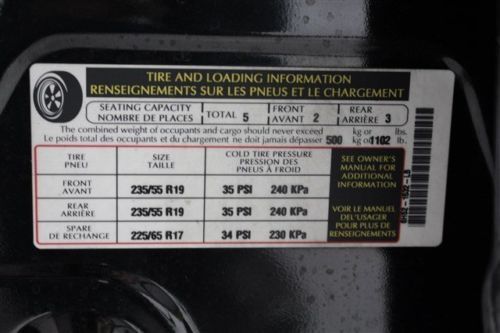 TIRE AND LOADING INFORMATION
RENSEIGNEMENTS SUR LES PNEUS ET LE CHARGEMENT
SEATING CAPACITY
NOMBRE DE PLACES
TOTAL 5
FRONT
AVANT 2
REAR
ARRIÈRE 3
The combined weight of occupants and cargo should never exceed kg or lbs.
Le poids total des occupants et du chargement ne doit jamais dépasser 500 kg ou 1102 lb.
TIRE
PNEU
SIZE
TAILLE
COLD TIRE PRESSURE
PRESSION DES
PNEUS À FROID
FRONT
AVANT
235/55 R19
35 PSI 240 KPa
REAR
ARRIÈRE
235/55 R19
35 PSI 240 KPa
SPARE
DE RECHANGE
225/65 R17
34 PSI 230 KPa
SEE OWNER'S
MANUAL FOR
ADDITIONAL
INFORMATION
VOIR LE MANUEL
DE L'USAGER
POUR PLUS DE
RENSEIGNEMENTS